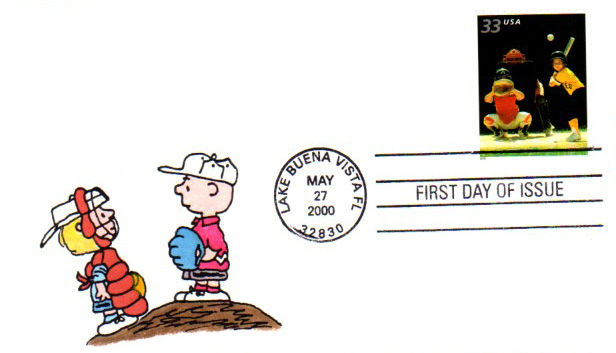 33 USA
LAKE BUENA VISTA FL
MAY
27
2000
32830
FIRST DAY OF ISSUE